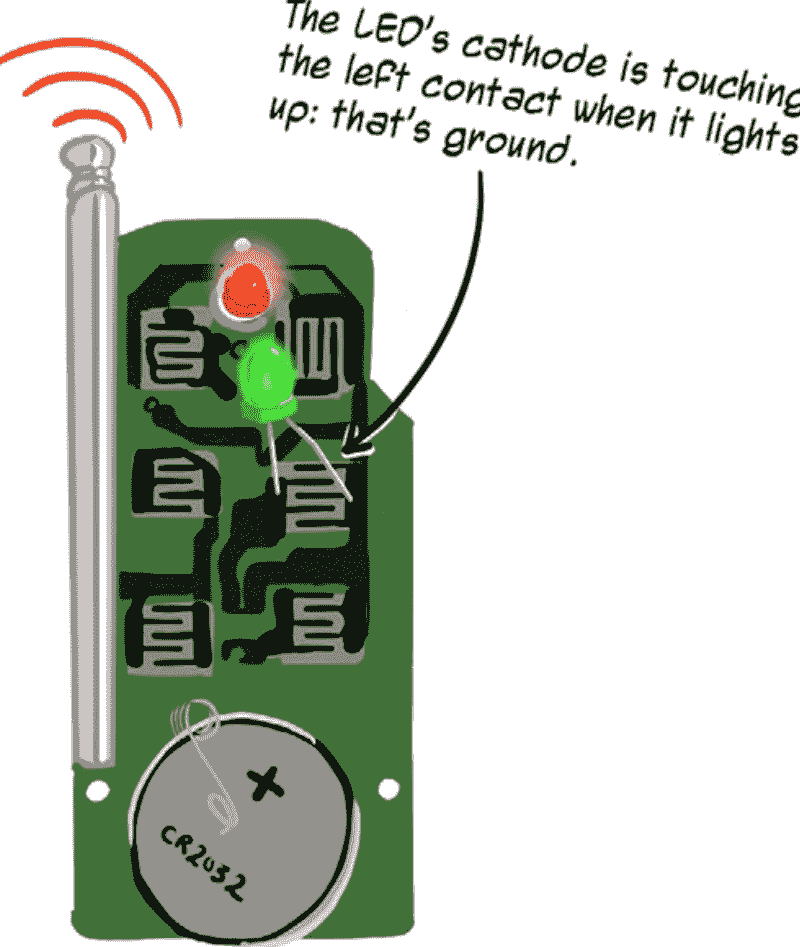 The LED's cathode is touching
the left contact when it lights
up: that's ground.
+
CR2032